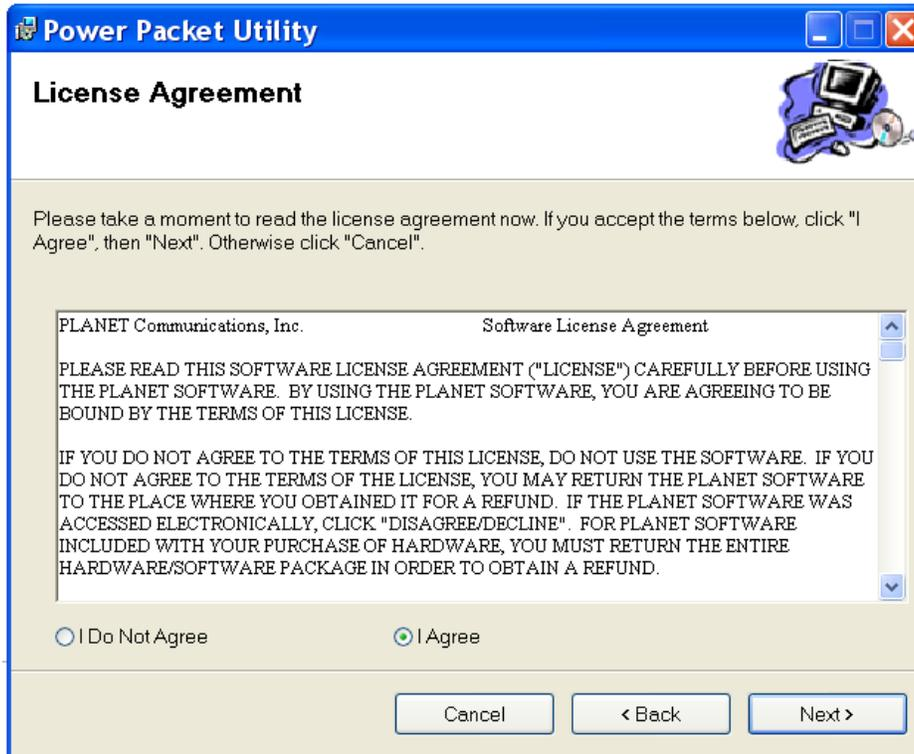 Power Packet Utility
License Agreement
Please take a moment to read the license agreement now. If you accept the terms below, click "I
Agree", then "Next". Otherwise click "Cancel".
PLANET Communications, Inc. Software License Agreement
PLEASE READ THIS SOFTWARE LICENSE AGREEMENT ("LICENSE") CAREFULLY BEFORE USING
THE PLANET SOFTWARE. BY USING THE PLANET SOFTWARE, YOU ARE AGREEING TO BE
BOUND BY THE TERMS OF THIS LICENSE.
IF YOU DO NOT AGREE TO THE TERMS OF THIS LICENSE, DO NOT USE THE SOFTWARE. IF YOU
DO NOT AGREE TO THE TERMS OF THE LICENSE, YOU MAY RETURN THE PLANET SOFTWARE
TO THE PLACE WHERE YOU OBTAINED IT FOR A REFUND. IF THE PLANET SOFTWARE WAS
ACCESSED ELECTRONICALLY, CLICK "DISAGREE/DECLINE". FOR PLANET SOFTWARE
INCLUDED WITH YOUR PURCHASE OF HARDWARE, YOU MUST RETURN THE ENTIRE
HARDWARE/SOFTWARE PACKAGE IN ORDER TO OBTAIN A REFUND.
I Do Not Agree I Agree
Cancel < Back Next >